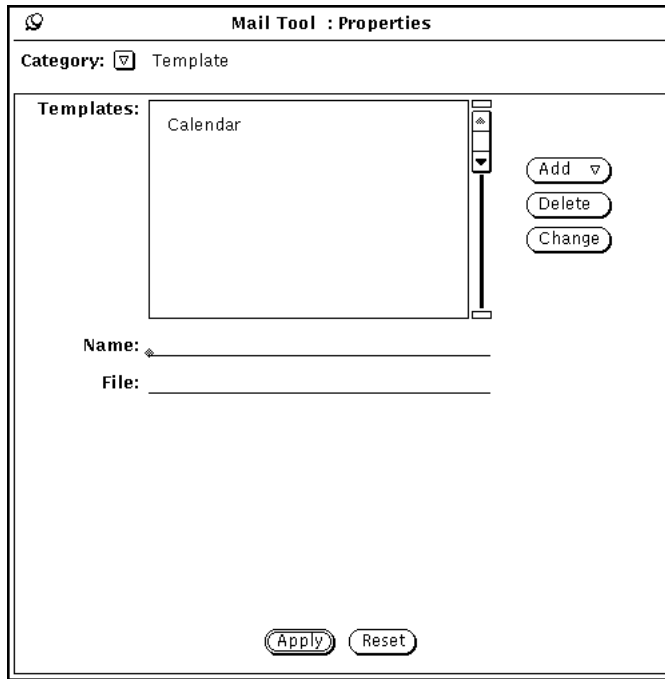 Mail Tool : Properties
Category: Template
Templates:
Calendar
Add
Delete
Change
Name:
File:
Apply Reset